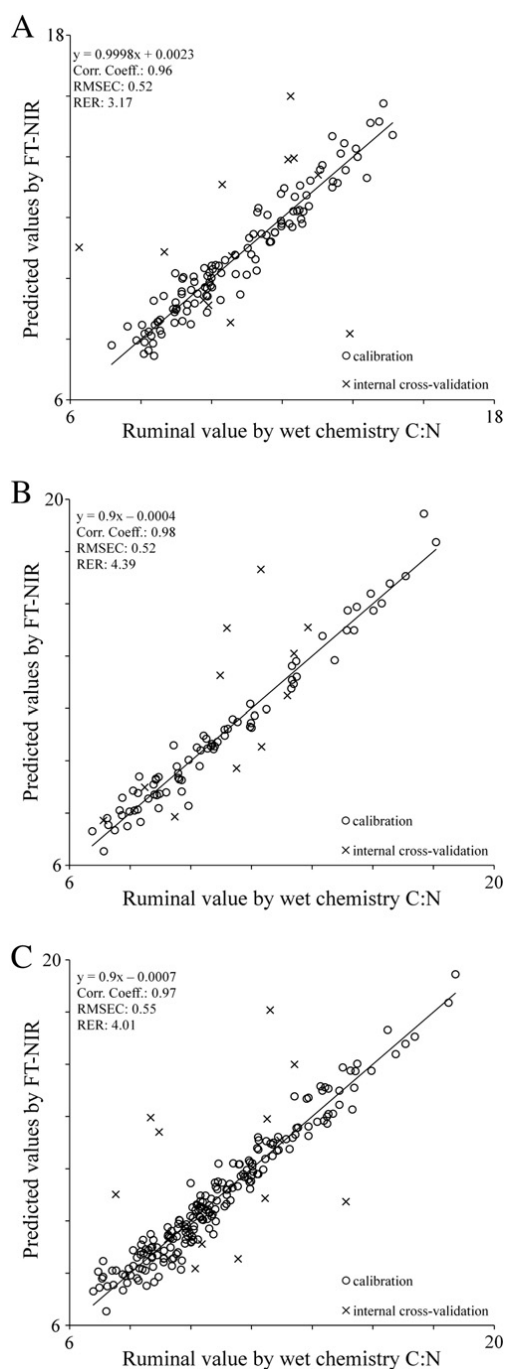 A
18
y = 0.9998x + 0.0023
Corr. Coeff.: 0.96
RMSEC: 0.52
RER: 3.17
Predicted values by FT-NIR
calibration
internal cross-validation
6
6
18
Ruminal value by wet chemistry C:N
B
20
y = 0.9x – 0.0004
Corr. Coeff.: 0.98
RMSEC: 0.52
RER: 4.39
Predicted values by FT-NIR
calibration
internal cross-validation
6
6
20
Ruminal value by wet chemistry C:N
C
20
y = 0.9x – 0.0007
Corr. Coeff.: 0.97
RMSEC: 0.55
RER: 4.01
Predicted values by FT-NIR
calibration
internal cross-validation
6
6
20
Ruminal value by wet chemistry C:N